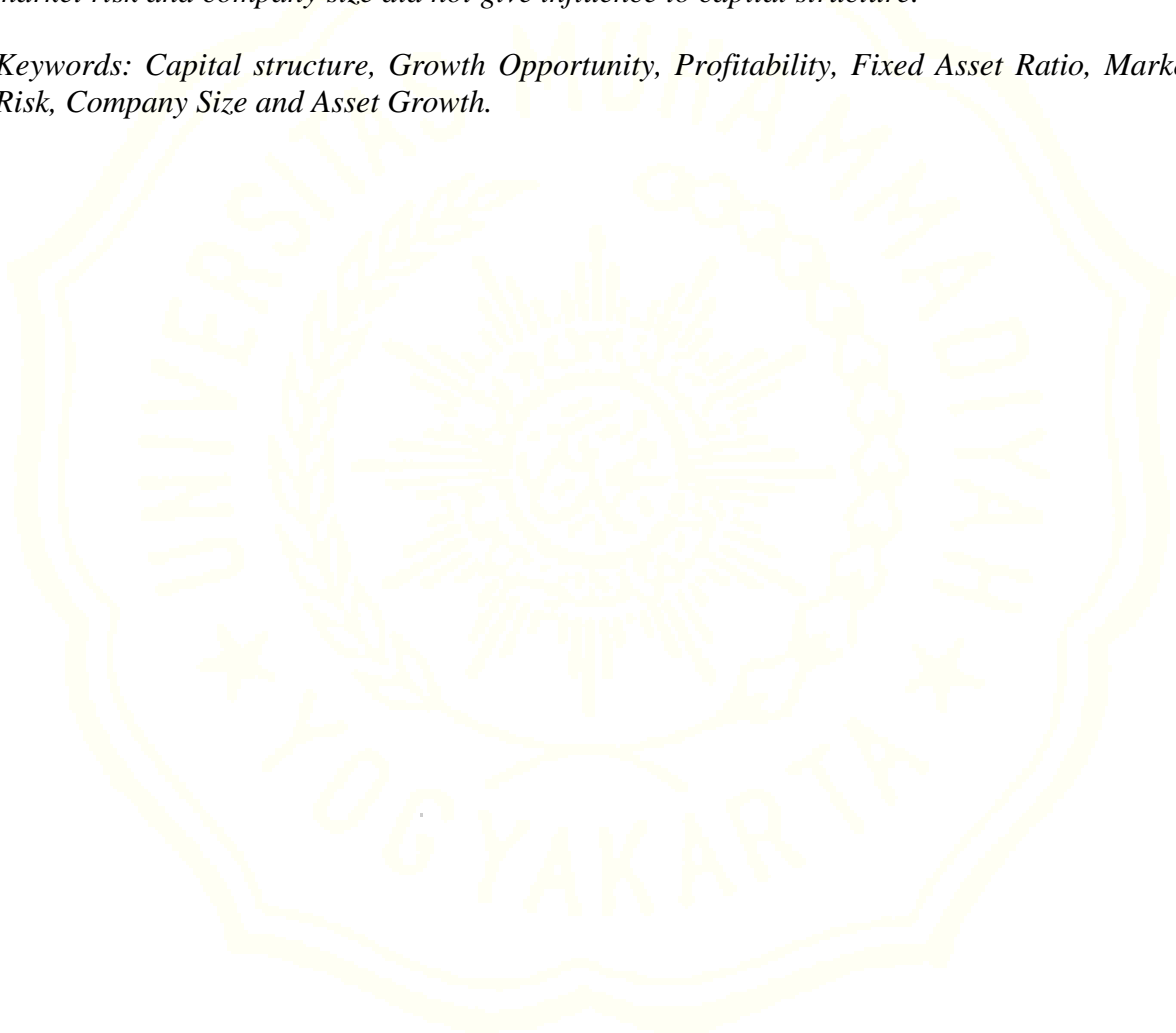 market risk and company size did not give influence to capital structure.
Keywords: Capital structure, Growth Opportunity, Profitability, Fixed Asset Ratio, Marke
Risk, Company Size and Asset Growth.
UNIVERSITAS MUHAMMADIYAH
★ YOGYAKARTA ★